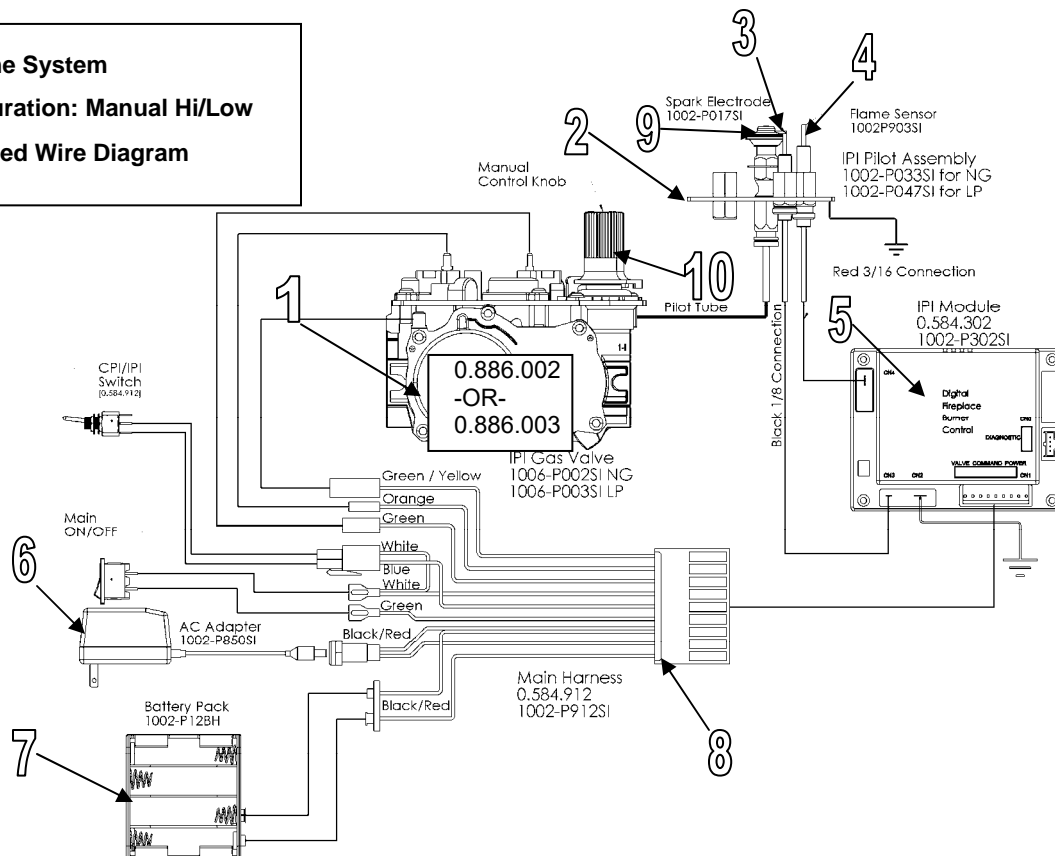 ne System
uration: Manual Hi/Low
ed Wire Diagram
3
4
Spark Electrode
1002-P017SI
9
Flame Sensor
1002P903SI
2
IPI Pilot Assembly
1002-P033SI for NG
1002-P047SI for LP
Manual
Control Knob
10
Red 3/16 Connection
1
Pilot Tube
5
IPI Module
0.584.302
1002-P302SI
Black 1/8 Connection
1-I
CPI/IPI
Switch
[0.584.912]
0.886.002
-OR-
0.886.003
CN4
Digital
Fireplace
Burner
Control
DIAGNOSTIC
VALVE COMMAND POWER
CN3
CN2
CN1
IPI Gas Valve
1006-P002SI NG
1006-P003SI LP
Green / Yellow
Orange
Green
Main
ON/OFF
White
Blue
White
6
Green
AC Adapter
1002-P850SI
Black/Red
Main Harness
0.584.912
1002-P912SI
8
Battery Pack
1002-P12BH
Black/Red
7